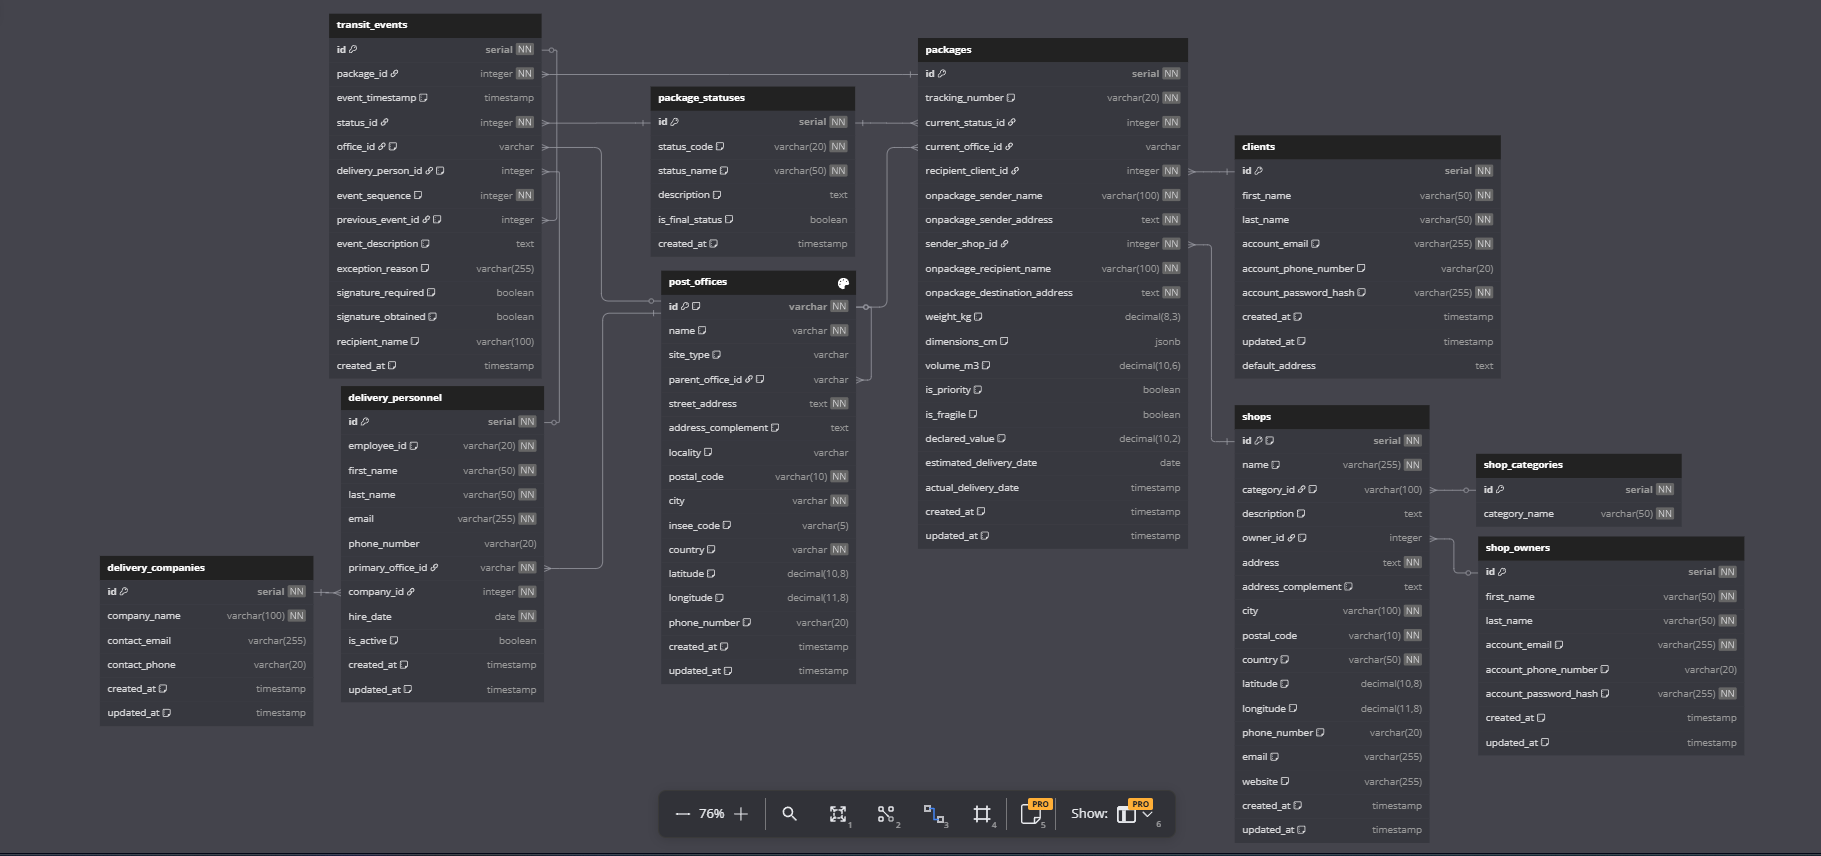 transit_events
id serial NN
package_id integer NN
event_timestamp timestamp
status_id integer NN
office_id varchar
delivery_person_id integer
event_sequence integer NN
previous_event_id integer
event_description text
exception_reason varchar(255)
signature_required boolean
signature_obtained boolean
recipient_name varchar(100)
created_at timestamp
package_statuses
id serial NN
status_code varchar(20) NN
status_name varchar(50) NN
description text
is_final_status boolean
created_at timestamp
packages
id serial NN
tracking_number varchar(20) NN
current_status_id integer NN
current_office_id varchar
recipient_client_id integer NN
onpackage_sender_name varchar(100) NN
onpackage_sender_address text NN
sender_shop_id integer NN
onpackage_recipient_name varchar(100) NN
onpackage_destination_address text NN
weight_kg decimal(8,3)
dimensions_cm jsonb
volume_m3 decimal(10,6)
is_priority boolean
is_fragile boolean
declared_value decimal(10,2)
estimated_delivery_date date
actual_delivery_date timestamp
created_at timestamp
updated_at timestamp
clients
id serial NN
first_name varchar(50) NN
last_name varchar(50) NN
account_email varchar(255) NN
account_phone_number varchar(20)
account_password_hash varchar(255) NN
created_at timestamp
updated_at timestamp
default_address text
post_offices
id varchar NN
name varchar NN
site_type varchar
parent_office_id varchar
street_address text NN
address_complement text
locality varchar
postal_code varchar(10) NN
city varchar NN
insee_code varchar(5)
country varchar NN
latitude decimal(10,8)
longitude decimal(11,8)
phone_number varchar(20)
created_at timestamp
updated_at timestamp
delivery_personnel
id serial NN
employee_id varchar(20) NN
first_name varchar(50) NN
last_name varchar(50) NN
email varchar(255) NN
phone_number varchar(20)
primary_office_id varchar NN
company_id integer NN
hire_date date NN
is_active boolean
created_at timestamp
updated_at timestamp
delivery_companies
id serial NN
company_name varchar(100) NN
contact_email varchar(255)
contact_phone varchar(20)
created_at timestamp
updated_at timestamp
shops
id serial NN
name varchar(255) NN
category_id varchar(100)
description text
owner_id integer
address text NN
address_complement text
city varchar(100) NN
postal_code varchar(10) NN
country varchar(50) NN
latitude decimal(10,8)
longitude decimal(11,8)
phone_number varchar(20)
email varchar(255)
website varchar(255)
created_at timestamp
updated_at timestamp
shop_categories
id serial NN
category_name varchar(50) NN
shop_owners
id serial NN
first_name varchar(50) NN
last_name varchar(50) NN
account_email varchar(255) NN
account_phone_number varchar(20)
account_password_hash varchar(255) NN
created_at timestamp
updated_at timestamp
76% 1 2 3 4 PRO 5 Show: PRO 6